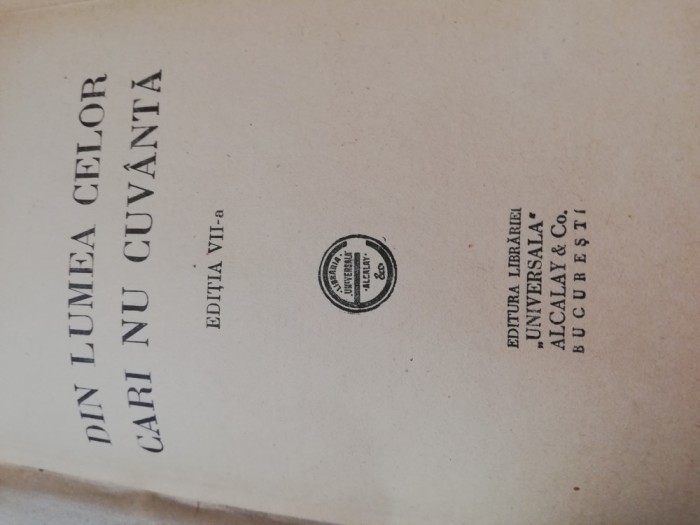 DIN LUMEA CELOR
CARI NU CUVÂNTĂ
EDIȚIA VII-a
LIBRĂRIA
„UNIVERSALA”
ALCALAY
&Co
EDITURA LIBRĂRIEI
„UNIVERSALA”
ALCALAY & Co.
BUCUREȘTI